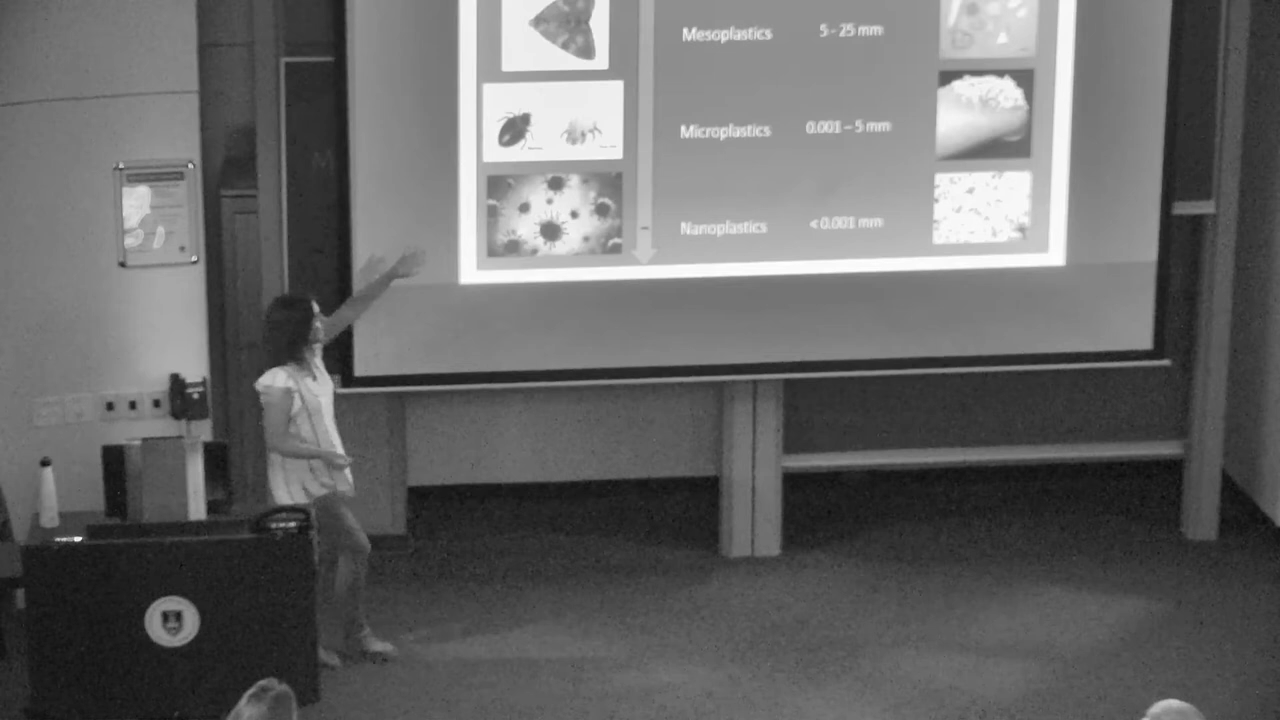 Mesoplastics 5 - 25 mm
Microplastics 0.001 – 5 mm
Nanoplastics < 0.001 mm